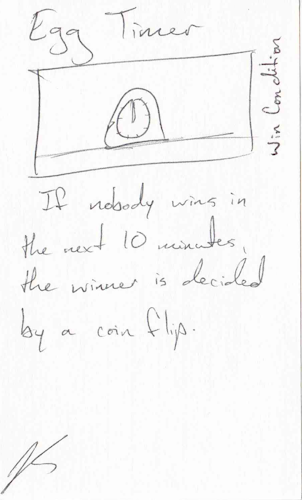 Egg Timer
Win Condition
If nobody wins in
the next 10 minutes,
the winner is decided
by a coin flip.